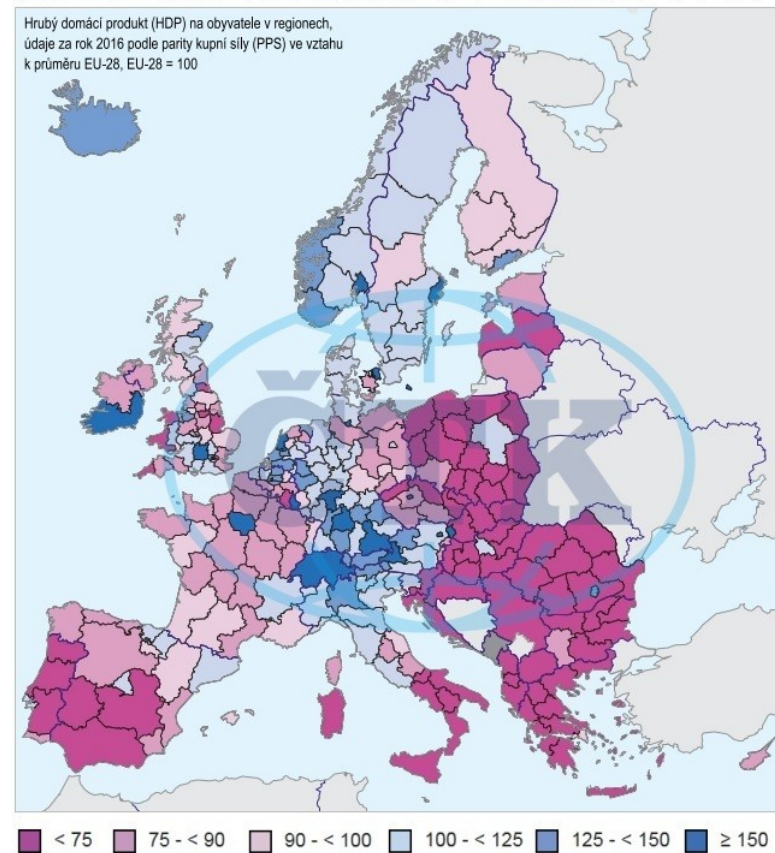 Hrubý domácí produkt (HDP) na obyvatele v regionech,
údaje za rok 2016 podle parity kupní síly (PPS) ve vztahu
k průměru EU-28, EU-28 = 100
ČTK
< 75
75 - < 90
90 - < 100
100 - < 125
125 - < 150
≥ 150